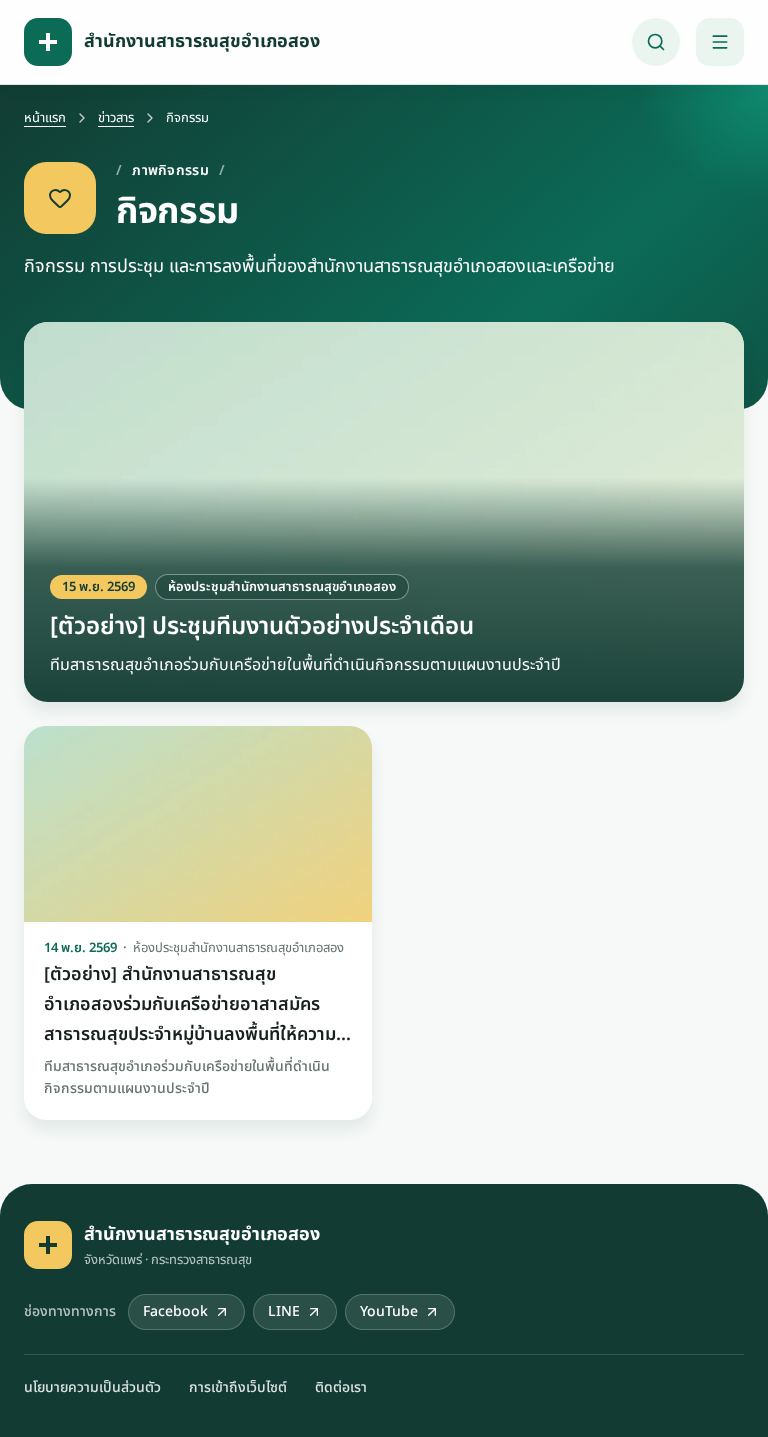 สำนักงานสาธารณสุขอำเภอสอง
หน้าแรก > ข่าวสาร > กิจกรรม
/ ภาพกิจกรรม /
กิจกรรม
กิจกรรม การประชุม และการลงพื้นที่ของสำนักงานสาธารณสุขอำเภอสองและเครือข่าย
15 พ.ย. 2569 ห้องประชุมสำนักงานสาธารณสุขอำเภอสอง
[ตัวอย่าง] ประชุมทีมงานตัวอย่างประจำเดือน
ทีมสาธารณสุขอำเภอร่วมกับเครือข่ายในพื้นที่ดำเนินกิจกรรมตามแผนงานประจำปี
14 พ.ย. 2569 · ห้องประชุมสำนักงานสาธารณสุขอำเภอสอง
[ตัวอย่าง] สำนักงานสาธารณสุข
อำเภอสองร่วมกับเครือข่ายอาสาสมัคร
สาธารณสุขประจำหมู่บ้านลงพื้นที่ให้ความ...
ทีมสาธารณสุขอำเภอร่วมกับเครือข่ายในพื้นที่ดำเนิน
กิจกรรมตามแผนงานประจำปี
สำนักงานสาธารณสุขอำเภอสอง
จังหวัดแพร่ · กระทรวงสาธารณสุข
ช่องทางทางการ Facebook LINE YouTube
นโยบายความเป็นส่วนตัว การเข้าถึงเว็บไซต์ ติดต่อเรา